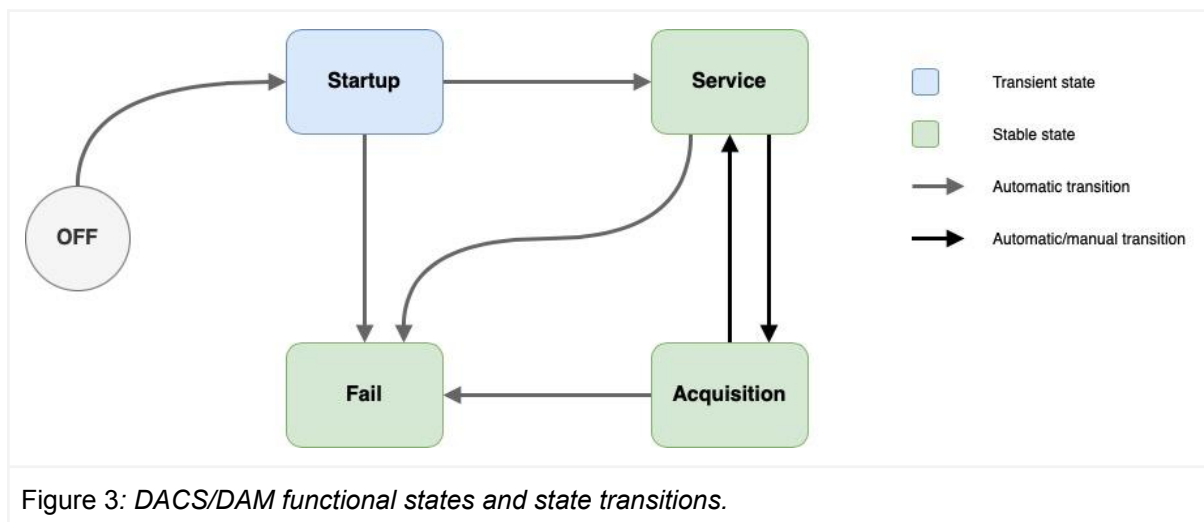 Startup
Service
Transient state
Stable state
Automatic transition
OFF
Automatic/manual transition
Fail
Acquisition
Figure 3: DACS/DAM functional states and state transitions.